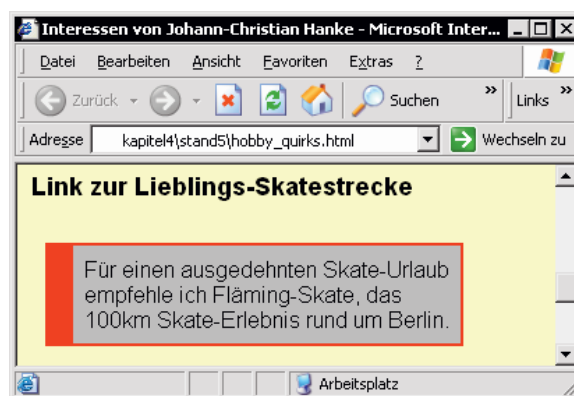 Interessen von Johann-Christian Hanke - Microsoft Inter...
Datei Bearbeiten Ansicht Favoriten Extras ?
Zurück Suchen » Links »
Adresse kapitel4\stand5\hobby_quirks.html Wechseln zu
Link zur Lieblings-Skatestrecke
Für einen ausgedehnten Skate-Urlaub
empfehle ich Fläming-Skate, das
100km Skate-Erlebnis rund um Berlin.
Arbeitsplatz